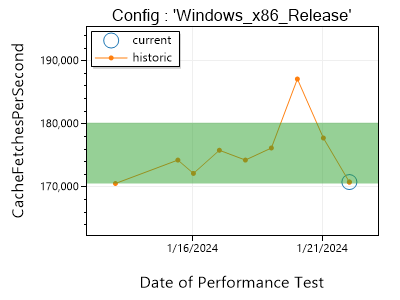 Config : 'Windows_x86_Release'
current
historic
190,000
180,000
170,000
CacheFetchesPerSecond
1/16/2024
1/21/2024
Date of Performance Test